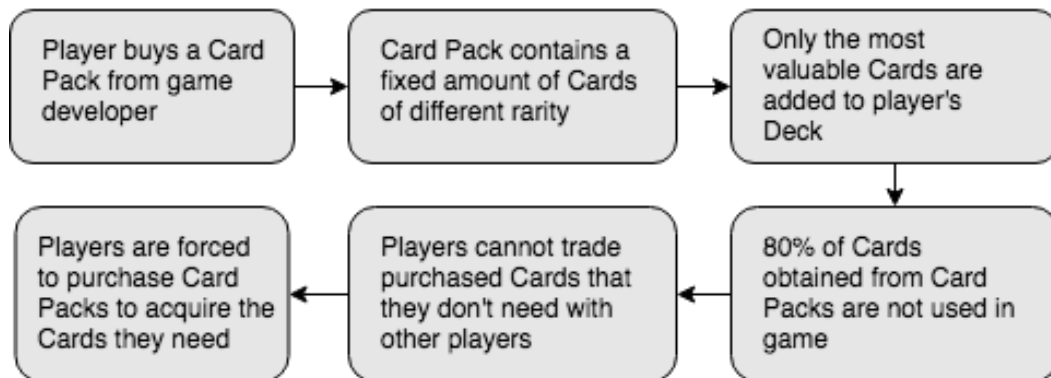 Player buys a Card
Pack from game
developer
Card Pack contains a
fixed amount of Cards
of different rarity
Only the most
valuable Cards are
added to player's
Deck
80% of Cards
obtained from Card
Packs are not used in
game
Players cannot trade
purchased Cards that
they don't need with
other players
Players are forced
to purchase Card
Packs to acquire the
Cards they need